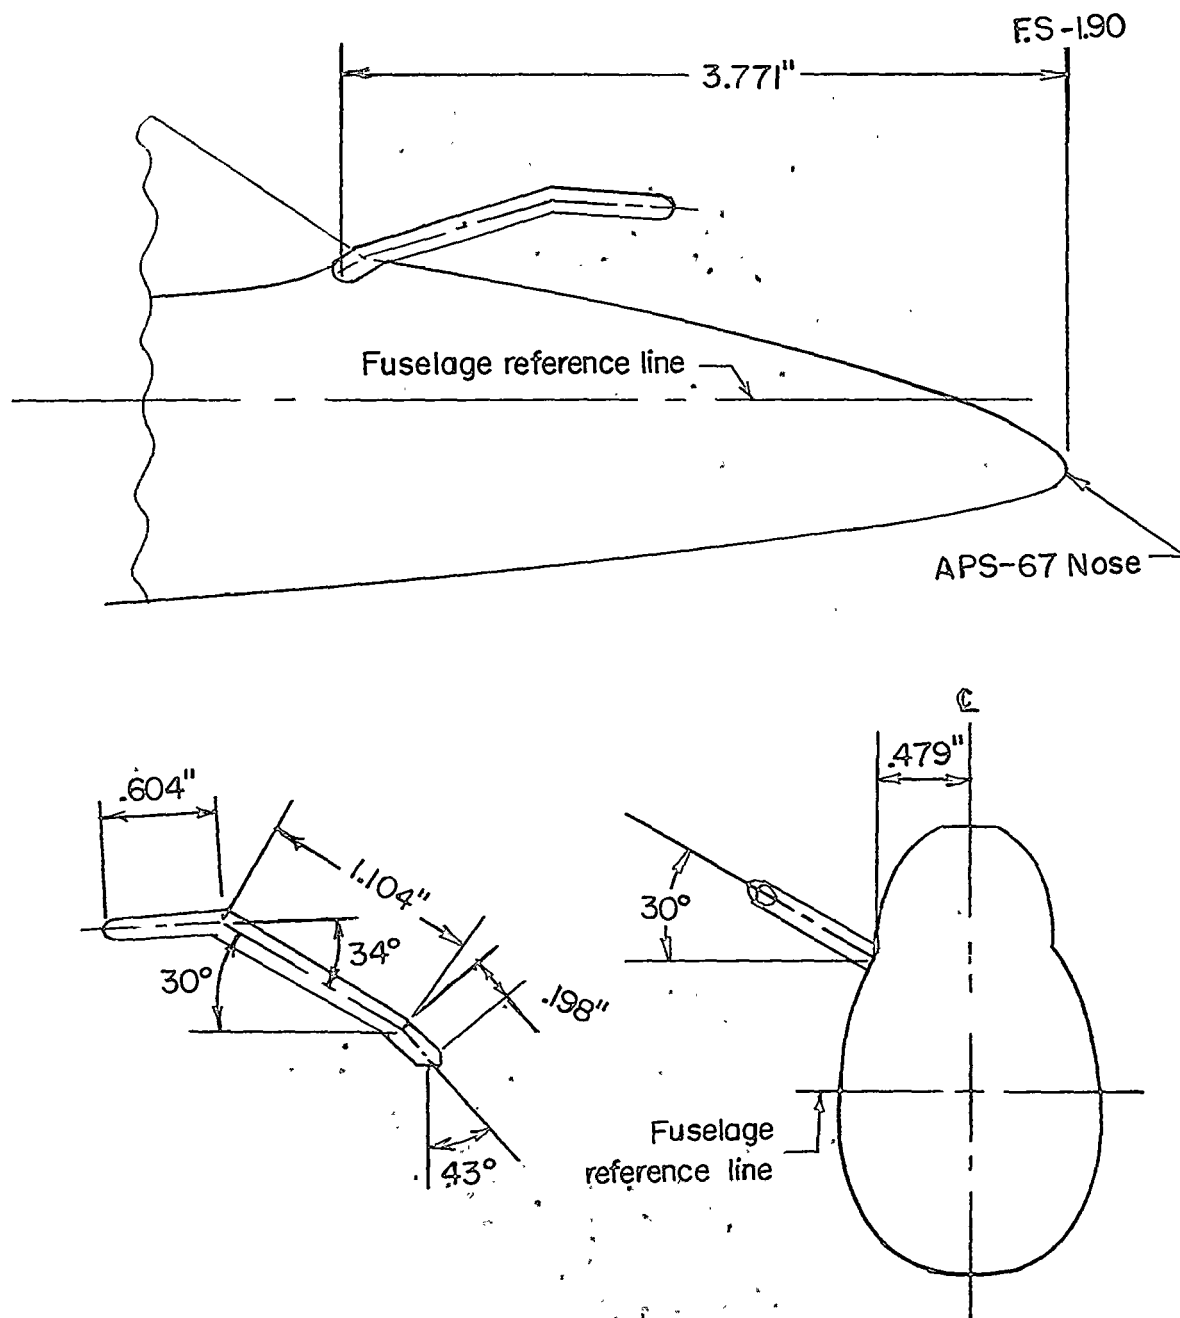 F.S-1.90
3.771"
Fuselage reference line
APS-67 Nose
℄
.479"
.604"
1.104"
30°
34°
30°
.198"
Fuselage
reference line
43°